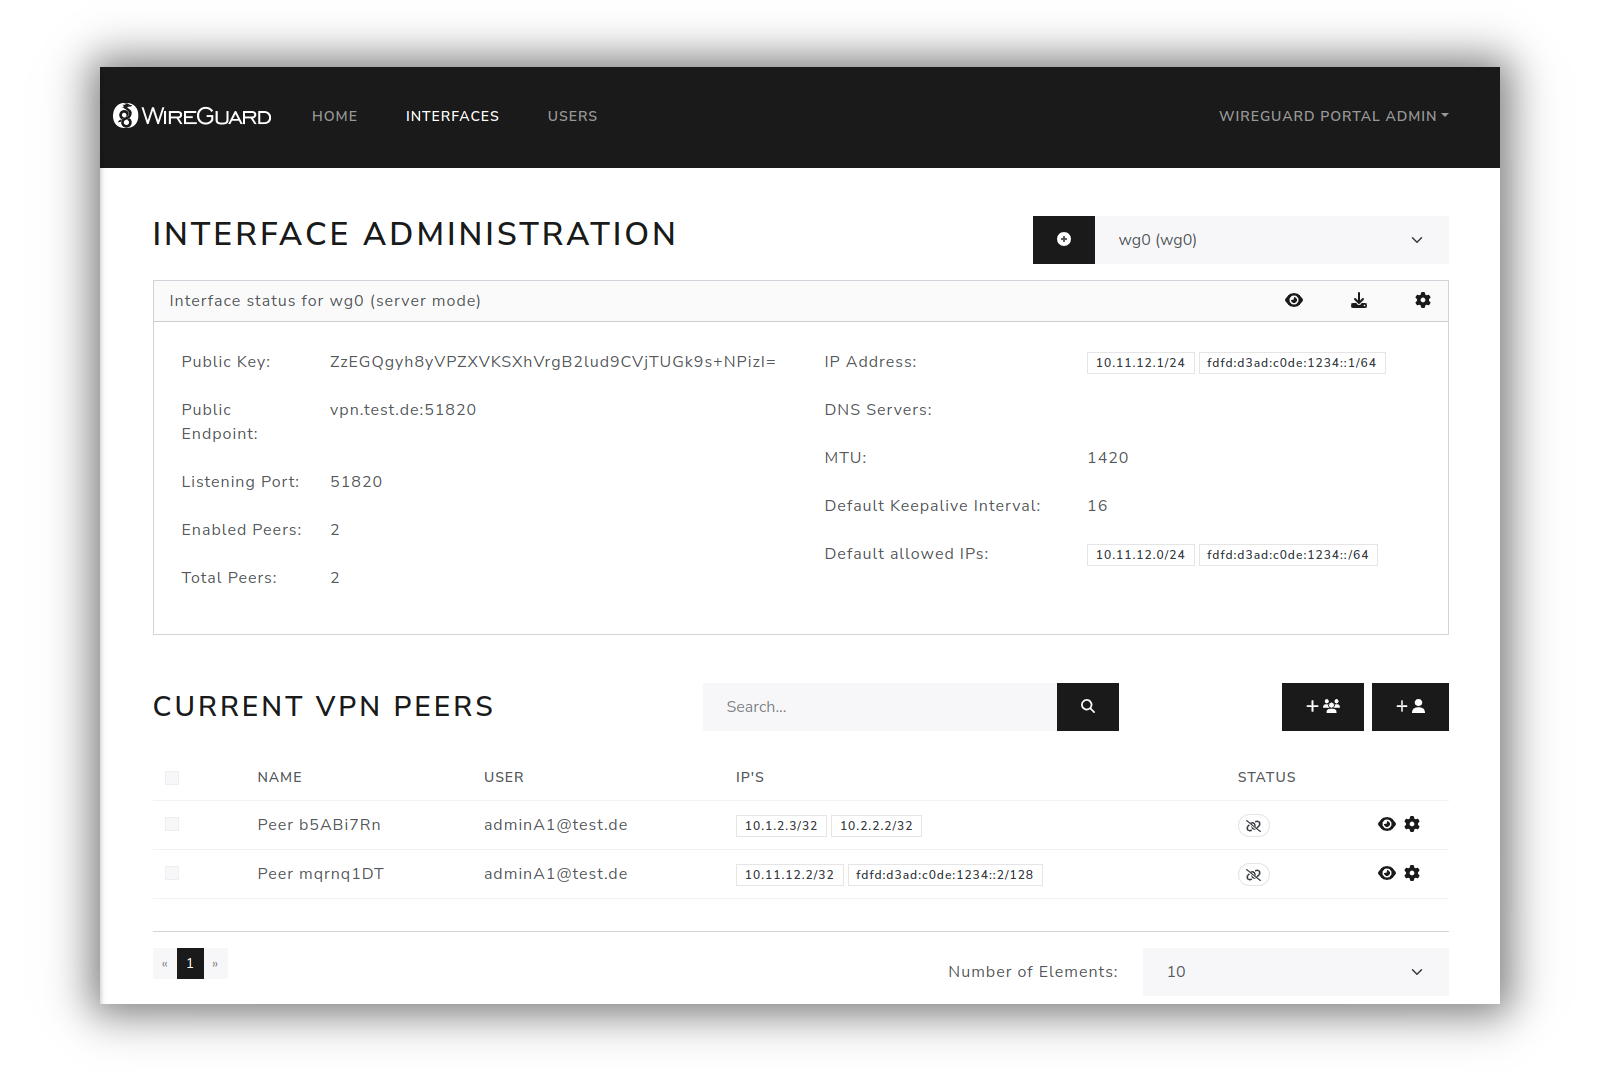 WIREGUARD HOME INTERFACES USERS WIREGUARD PORTAL ADMIN
INTERFACE ADMINISTRATION
wg0 (wg0)
Interface status for wg0 (server mode)
Public Key: ZzEGQgyh8yVPZXVKSXhVrgB2lud9CVjTUGk9s+NPizI=
Public
Endpoint: vpn.test.de:51820
Listening Port: 51820
Enabled Peers: 2
Total Peers: 2
IP Address: 10.11.12.1/24 fdfd:d3ad:c0de:1234::1/64
DNS Servers:
MTU: 1420
Default Keepalive Interval: 16
Default allowed IPs: 10.11.12.0/24 fdfd:d3ad:c0de:1234::/64
CURRENT VPN PEERS
Search...
NAME USER IP'S STATUS
Peer b5ABi7Rn adminA1@test.de 10.1.2.3/32 10.2.2.2/32
Peer mqrnq1DT adminA1@test.de 10.11.12.2/32 fdfd:d3ad:c0de:1234::2/128
« 1 »
Number of Elements: 10